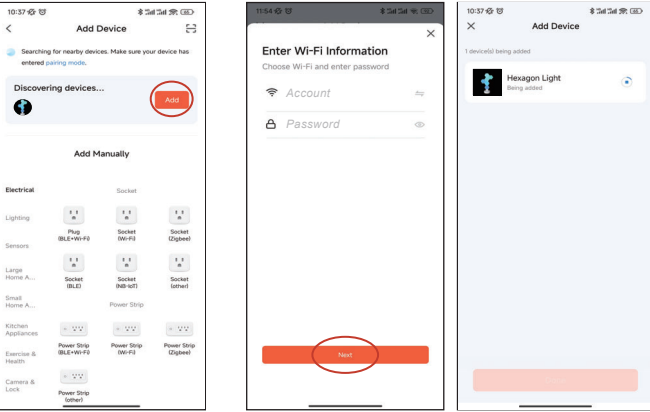 10:37
Add Device
Searching for nearby devices. Make sure your device has
entered pairing mode.
Discovering devices...
Add
Add Manually
Electrical
Socket
Lighting
Plug
(BLE+Wi-Fi)
Socket
(Wi-Fi)
Socket
(Zigbee)
Sensors
Large
Home A...
Socket
(BLE)
Socket
(NB-IoT)
Socket
(other)
Small
Home A...
Power Strip
Kitchen
Appliances
Power Strip
(BLE+Wi-Fi)
Power Strip
(Wi-Fi)
Power Strip
(Zigbee)
Exercise &
Health
Camera &
Lock
Power Strip
(other)
11:54
Enter Wi-Fi Information
Choose Wi-Fi and enter password
Account
Password
Next
10:37
Add Device
1 device(s) being added
Hexagon Light
Being added